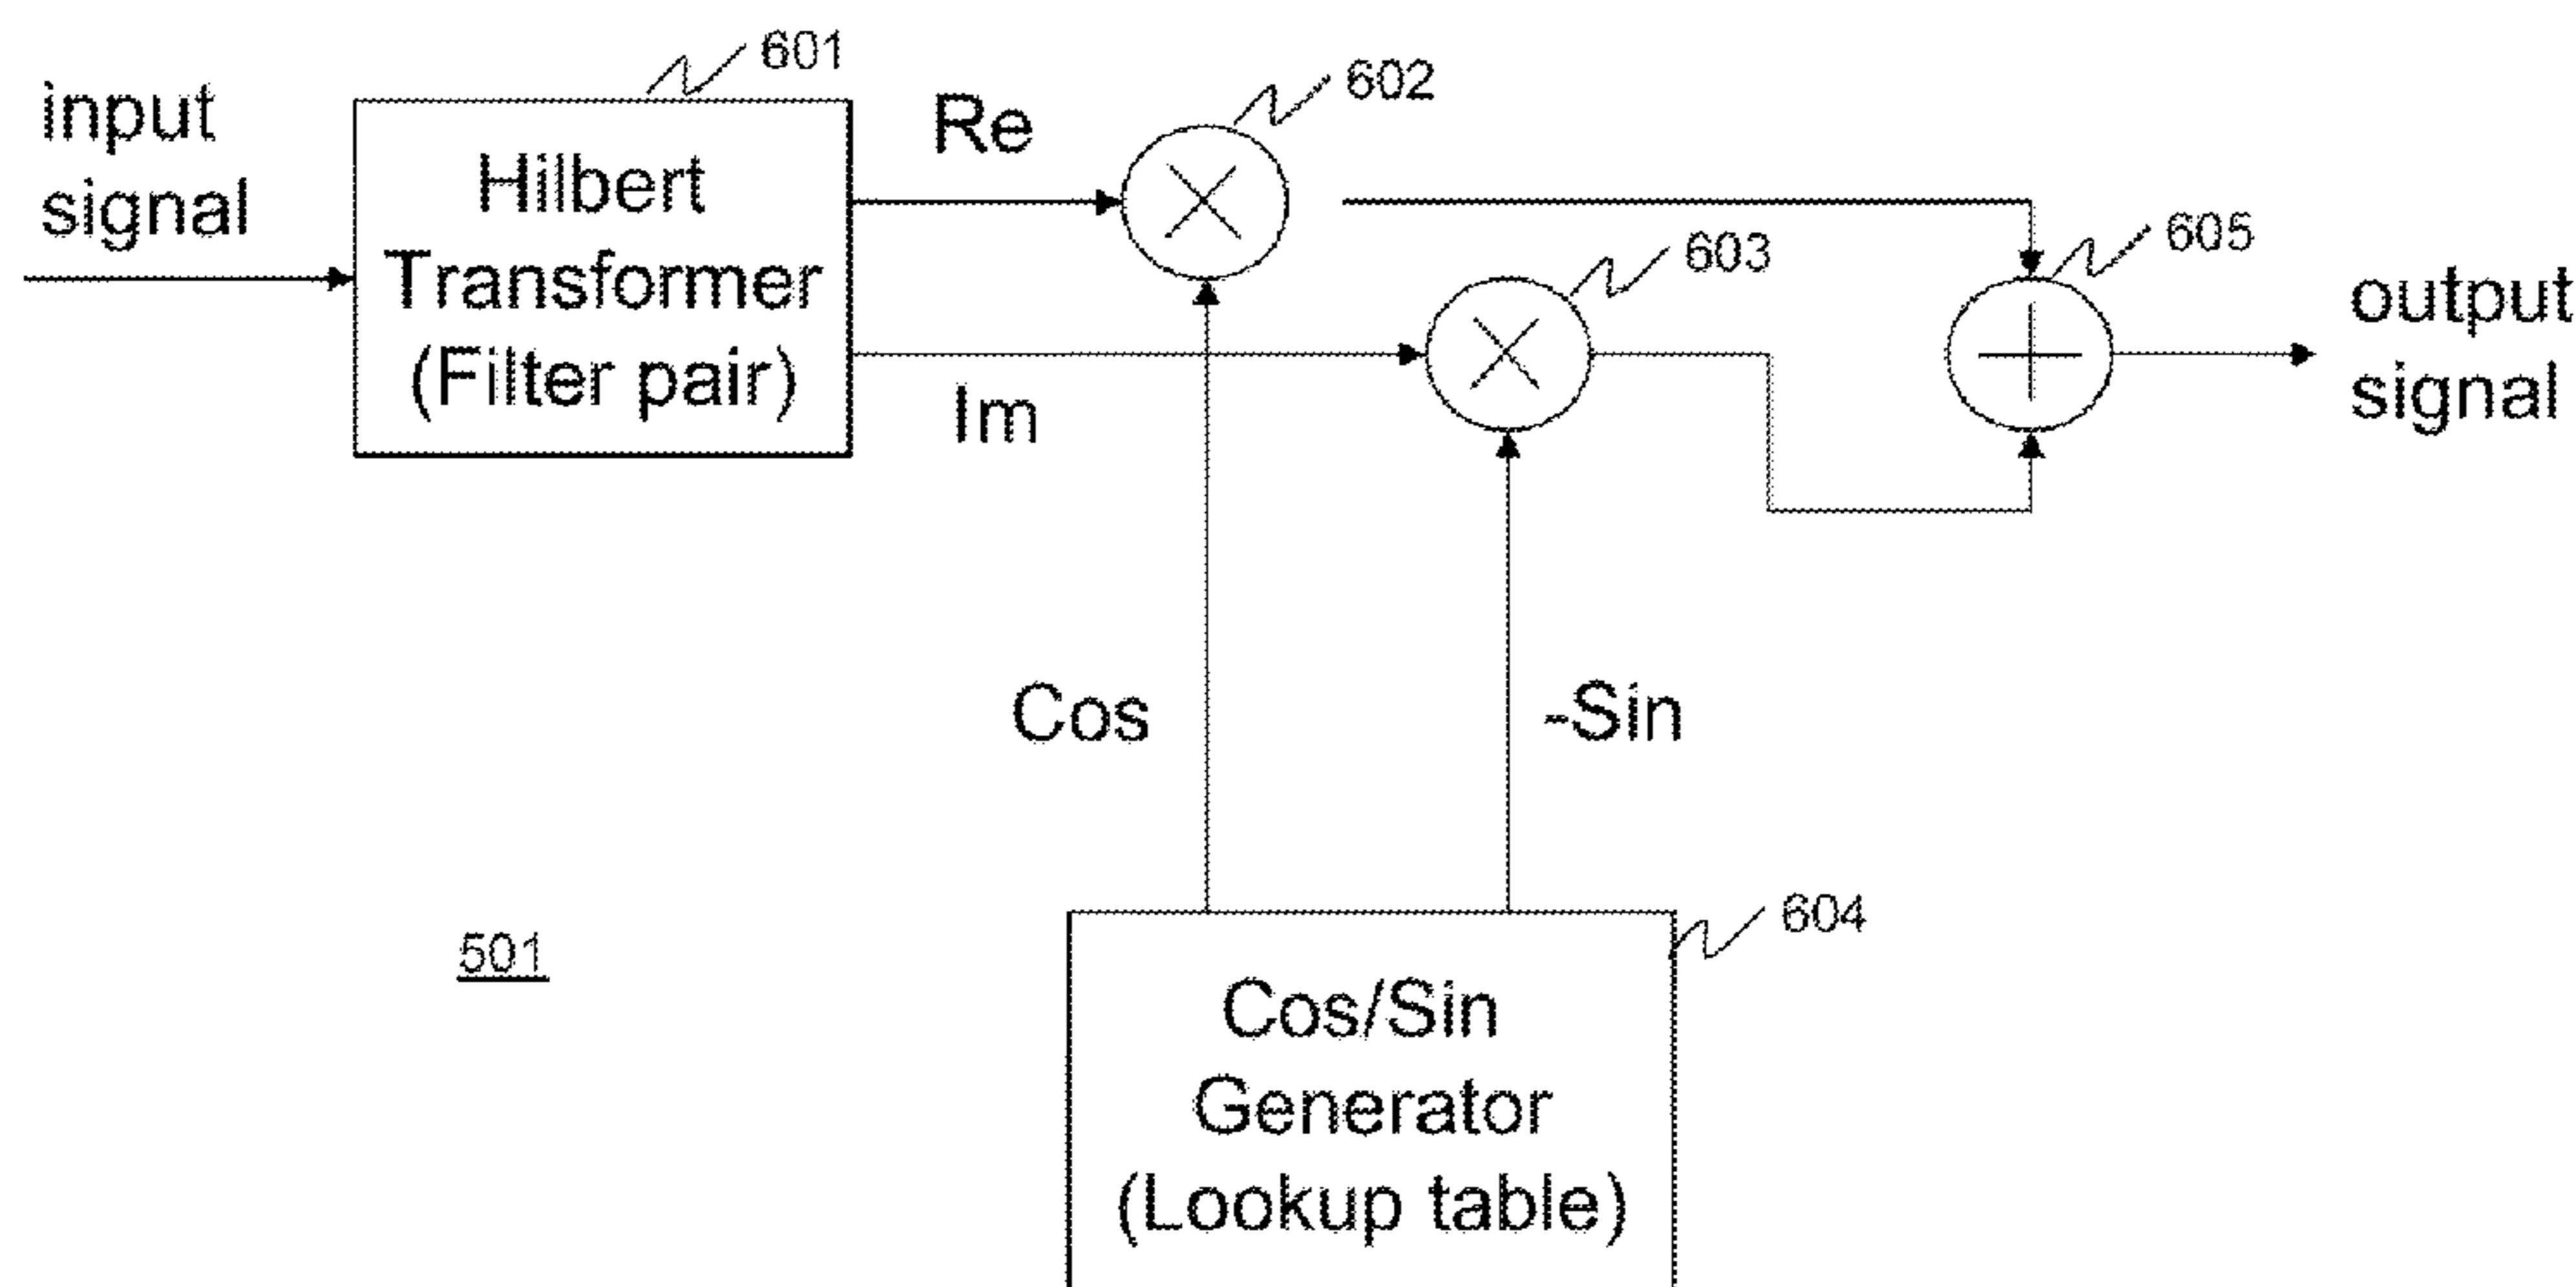 601
input
signal
Hilbert
Transformer
(Filter pair)
Re
602
Im
603
605
output
signal
Cos
-Sin
501
604
Cos/Sin
Generator
(Lookup table)